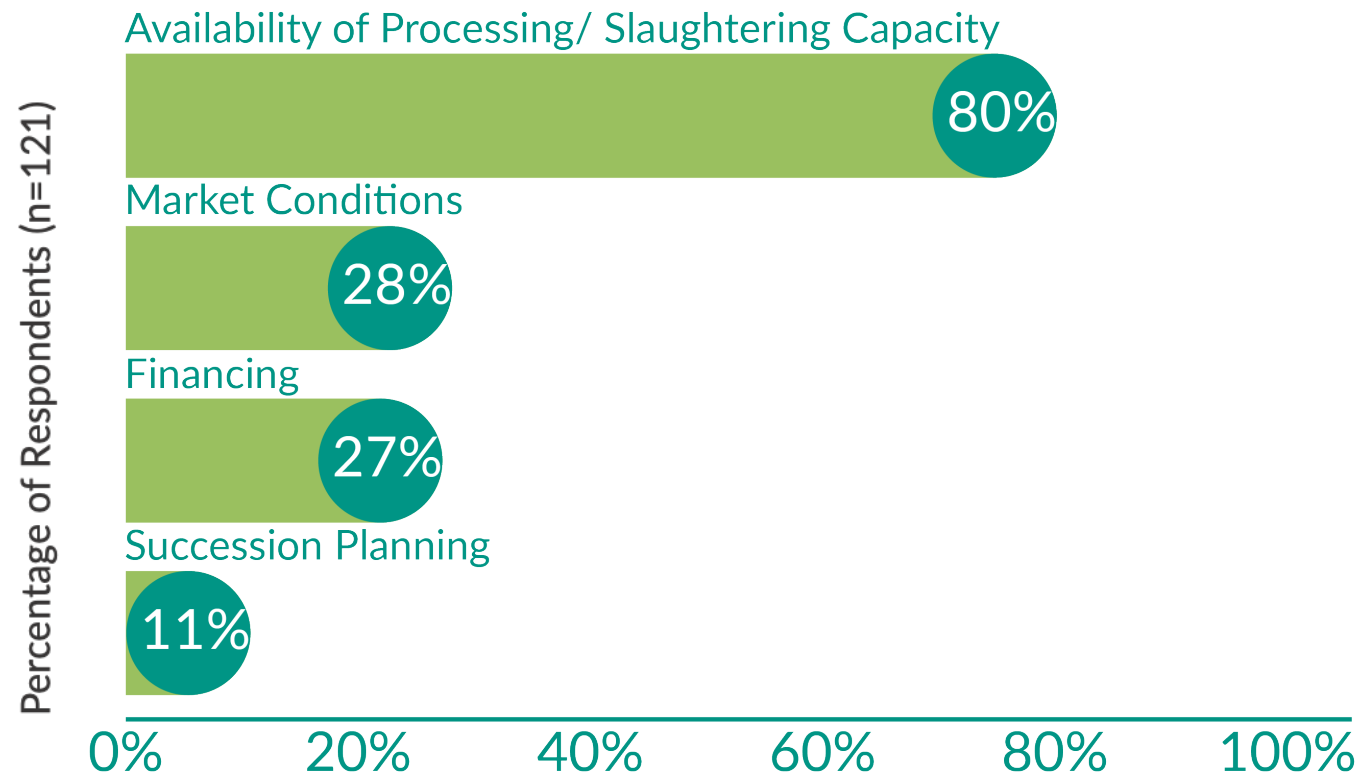 Percentage of Respondents (n=121)
Availability of Processing/ Slaughtering Capacity
80%
Market Conditions
28%
Financing
27%
Succession Planning
11%
0% 20% 40% 60% 80% 100%